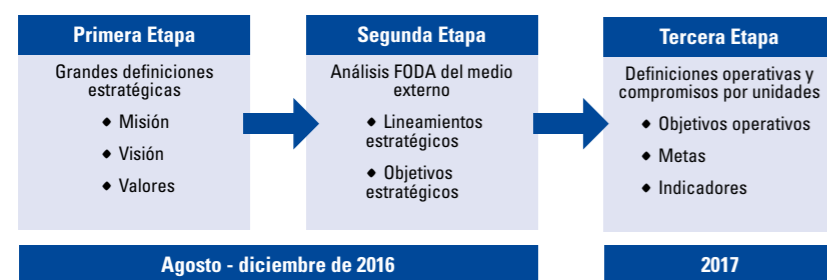 Primera Etapa
Grandes definiciones
estratégicas
◆ Misión
◆ Visión
◆ Valores
Segunda Etapa
Análisis FODA del medio
externo
◆ Lineamientos
estratégicos
◆ Objetivos
estratégicos
Tercera Etapa
Definiciones operativas y
compromisos por unidades
◆ Objetivos operativos
◆ Metas
◆ Indicadores
Agosto - diciembre de 2016
2017